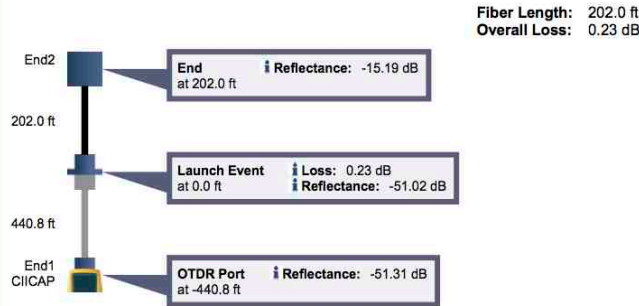 Fiber Length: 202.0 ft
Overall Loss: 0.23 dB
End2
End Reflectance: -15.19 dB
at 202.0 ft
202.0 ft
Launch Event Loss: 0.23 dB
at 0.0 ft Reflectance: -51.02 dB
440.8 ft
End1
CIICAP
OTDR Port Reflectance: -51.31 dB
at -440.8 ft